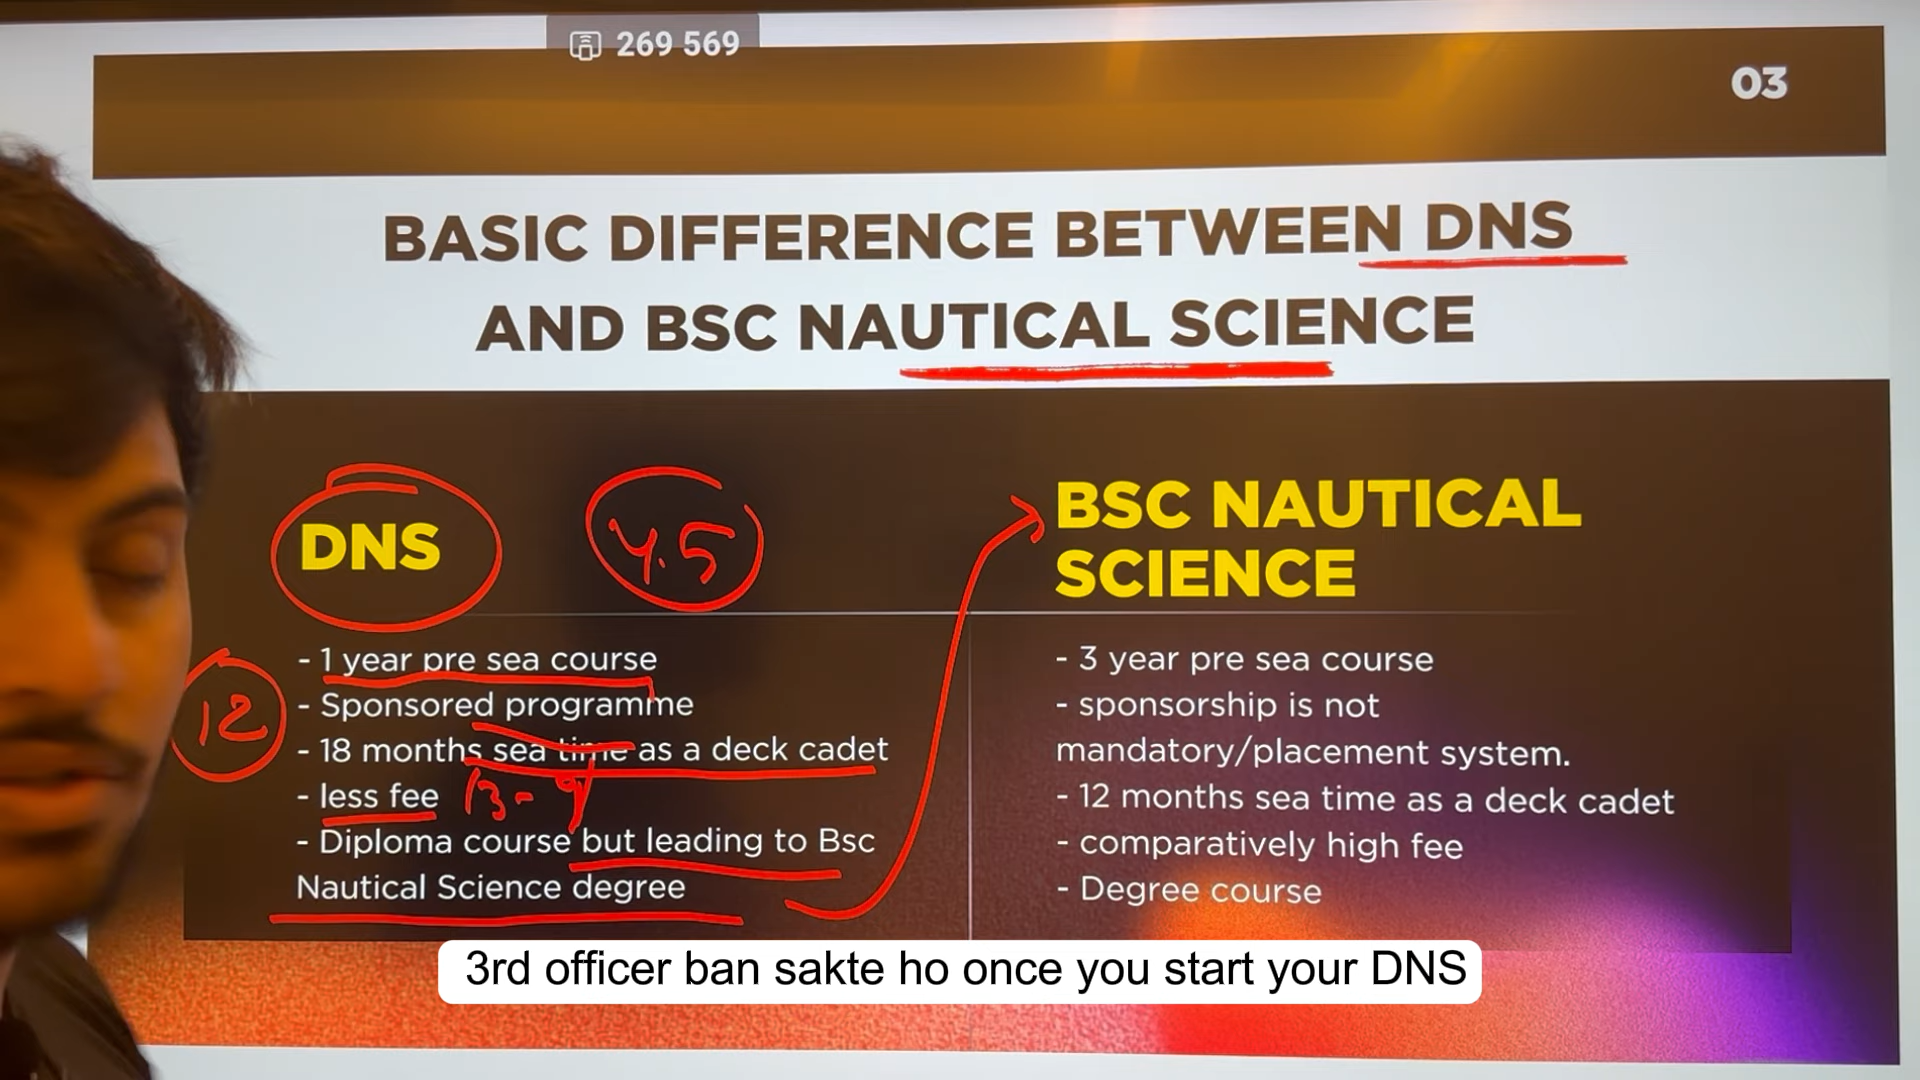 269 569
03
BASIC DIFFERENCE BETWEEN DNS
AND BSC NAUTICAL SCIENCE
DNS
4.5
12
- 1 year pre sea course
- Sponsored programme
- 18 months sea time as a deck cadet
- less fee
- Diploma course but leading to Bsc
Nautical Science degree
BSC NAUTICAL
SCIENCE
- 3 year pre sea course
- sponsorship is not
mandatory/placement system.
- 12 months sea time as a deck cadet
- comparatively high fee
- Degree course
3rd officer ban sakte ho once you start your DNS